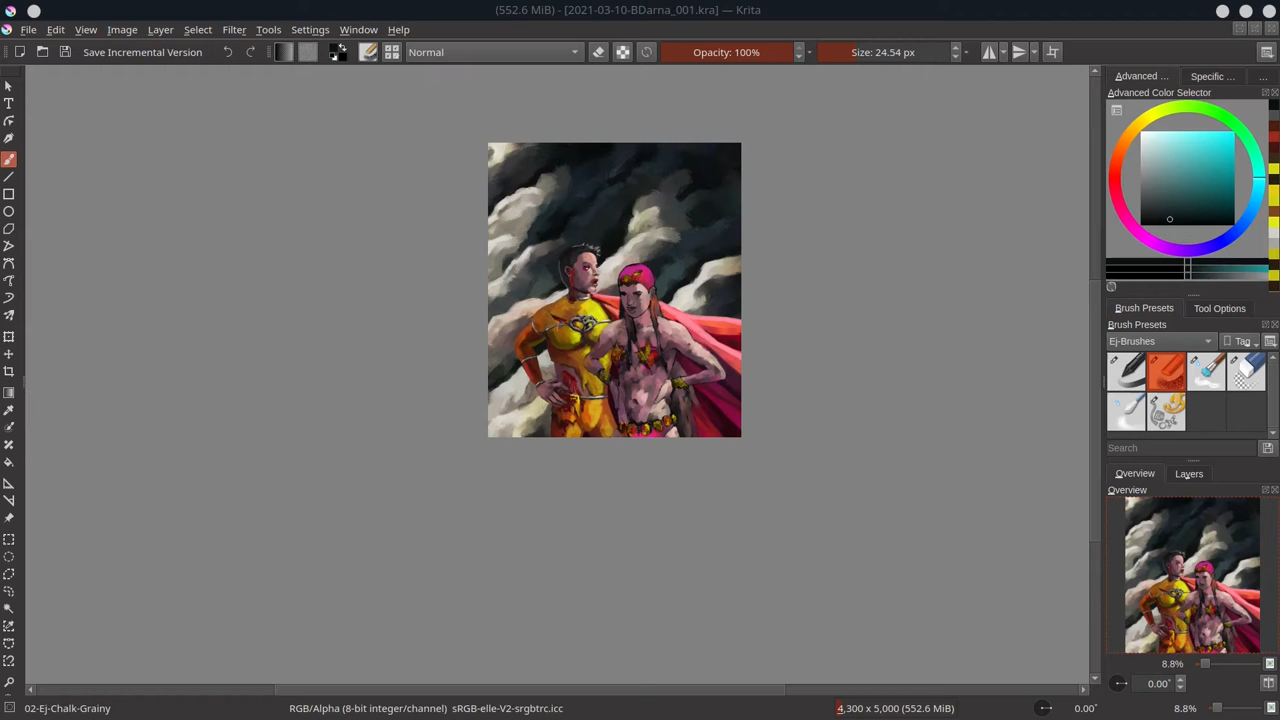 (552.6 MiB) - [2021-03-10-BDarna_001.kra] — Krita
File Edit View Image Layer Select Filter Tools Settings Window Help
Save Incremental Version Normal Opacity: 100% Size: 24.54 px
Advanced ... Specific ... ...
Advanced Color Selector
Brush Presets Tool Options
Brush Presets
Ej-Brushes Tag
Search
Overview Layers
Overview
8.8%
0.00°
02-Ej-Chalk-Grainy RGB/Alpha (8-bit integer/channel) sRGB-elle-V2-srgbtrc.icc 4,300 x 5,000 (552.6 MiB) 0.00° 8.8%